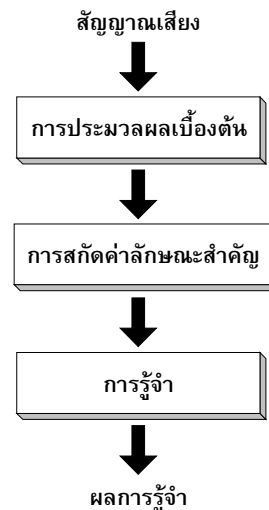 สัญญาณเสียง
การประมวลผลเบื้องต้น
การสกัดค่าลักษณะสำคัญ
การรู้จำ
ผลการรู้จำ